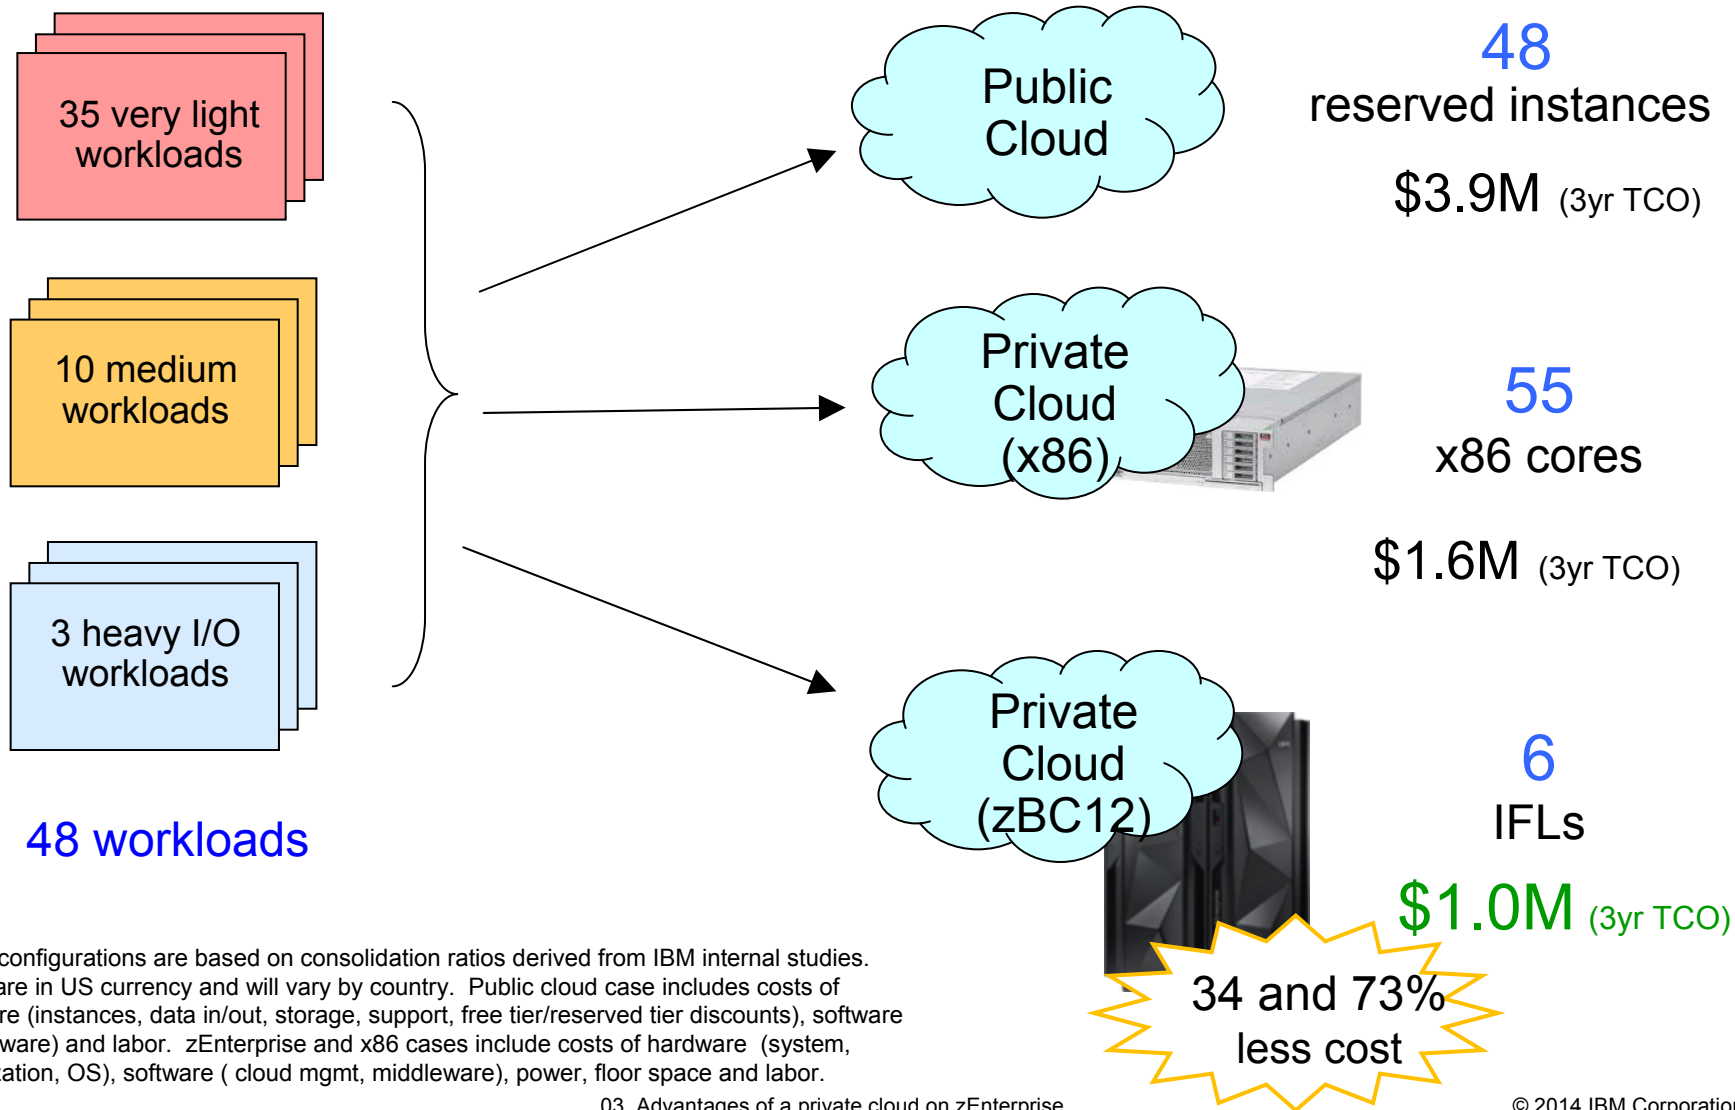 35 very light
workloads
10 medium
workloads
3 heavy I/O
workloads
48 workloads
Public
Cloud
48
reserved instances
$3.9M (3yr TCO)
Private
Cloud
(x86)
55
x86 cores
$1.6M (3yr TCO)
Private
Cloud
(zBC12)
6
IFLs
$1.0M (3yr TCO)
34 and 73%
less cost
configurations are based on consolidation ratios derived from IBM internal studies.
are in US currency and will vary by country. Public cloud case includes costs of
re (instances, data in/out, storage, support, free tier/reserved tier discounts), software
ware) and labor. zEnterprise and x86 cases include costs of hardware (system,
ation, OS), software ( cloud mgmt, middleware), power, floor space and labor.
03. Advantages of a private cloud on zEnterprise
© 2014 IBM Corporation